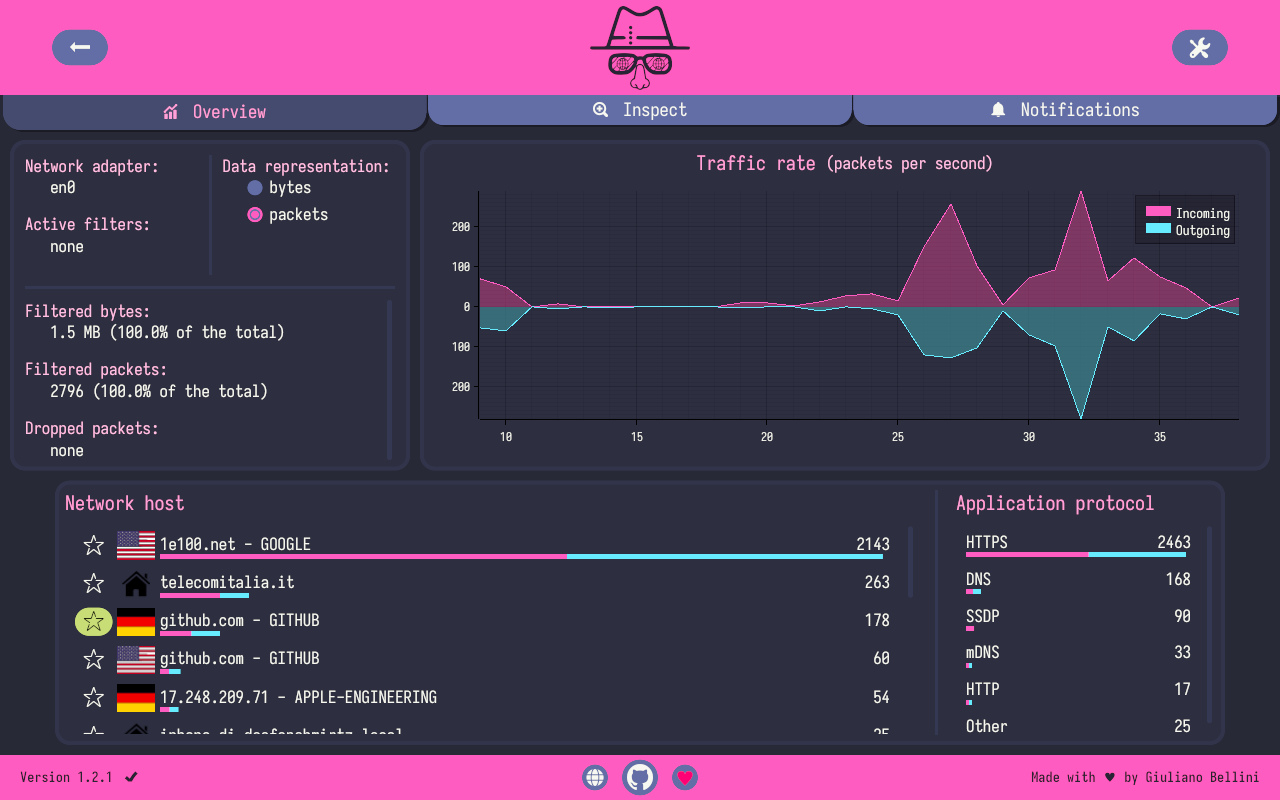 Overview
Inspect
Notifications
Network adapter:
en0
Active filters:
none
Data representation:
bytes
packets
Filtered bytes:
1.5 MB (100.0% of the total)
Filtered packets:
2796 (100.0% of the total)
Dropped packets:
none
Traffic rate (packets per second)
Incoming
Outgoing
200
100
0
100
200
10 15 20 25 30 35
Network host
1e100.net - GOOGLE 2143
telecomitalia.it 263
github.com - GITHUB 178
github.com - GITHUB 60
17.248.209.71 - APPLE-ENGINEERING 54
Application protocol
HTTPS 2463
DNS 168
SSDP 90
mDNS 33
HTTP 17
Other 25
Version 1.2.1 ✔
Made with ♥ by Giuliano Bellini